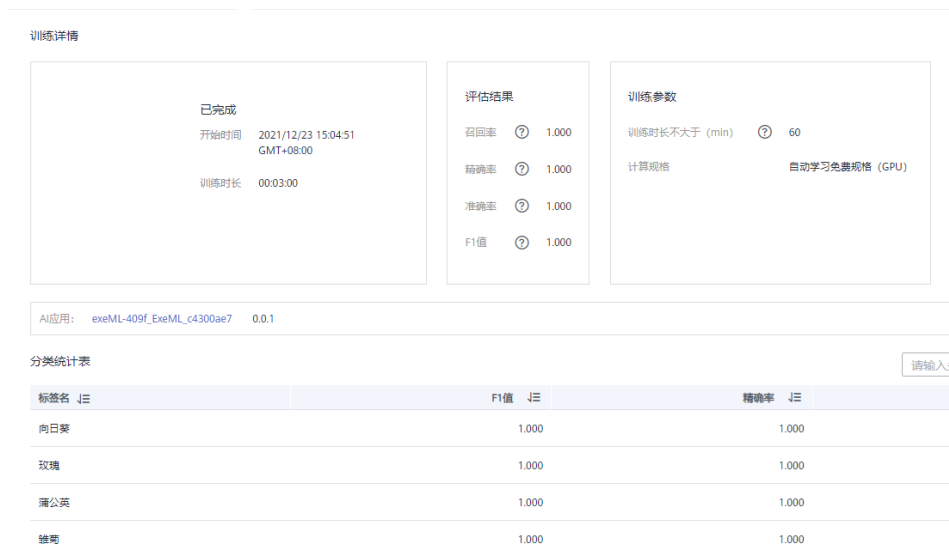 训练详情
已完成
开始时间 2021/12/23 15:04:51
GMT+08:00
训练时长 00:03:00
评估结果
召回率 ? 1.000
精确率 ? 1.000
准确率 ? 1.000
F1值 ? 1.000
训练参数
训练时长不大于（min） ? 60
计算规格 自动学习免费规格（GPU）
AI应用： exeML-409f_ExeML_c4300ae7 0.0.1
分类统计表
请输入
标签名 F1值 精确率
向日葵 1.000 1.000
玫瑰 1.000 1.000
蒲公英 1.000 1.000
雏菊 1.000 1.000